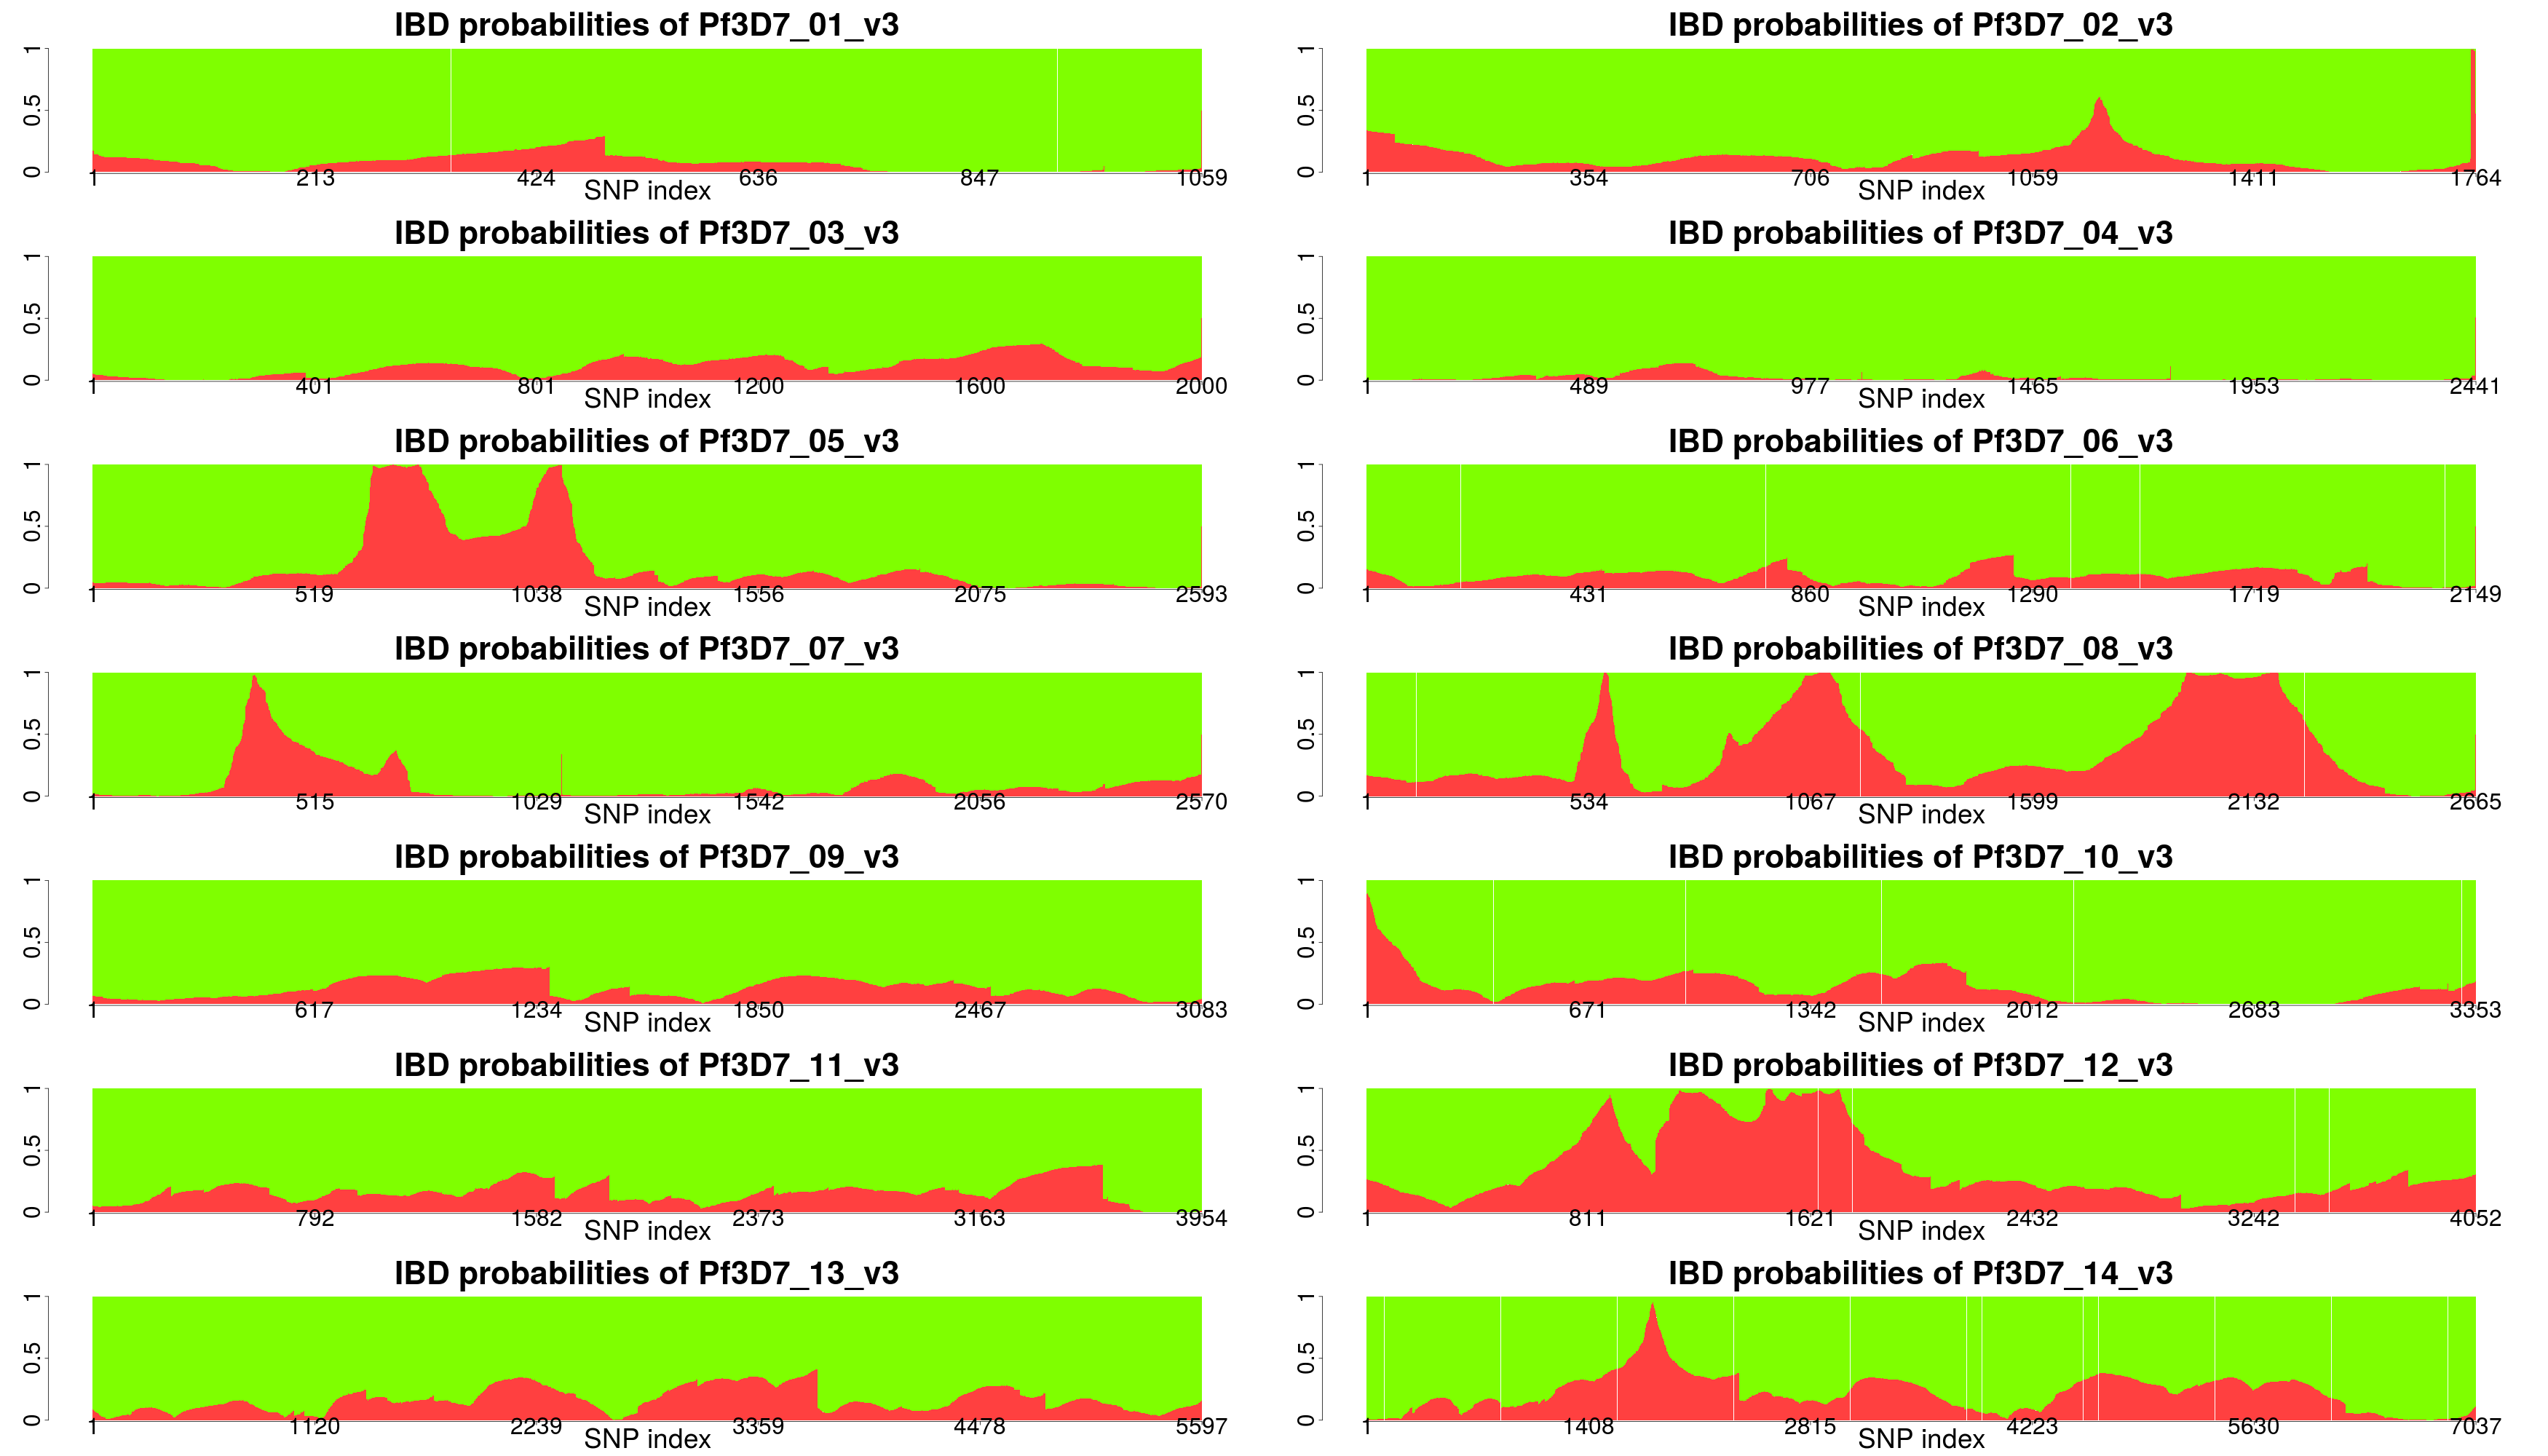 IBD probabilities of Pf3D7_01_v3
0 0.5 1
1 213 424 636 847 1059
SNP index
IBD probabilities of Pf3D7_02_v3
0 0.5 1
1 354 706 1059 1411 1764
SNP index
IBD probabilities of Pf3D7_03_v3
0 0.5 1
1 401 801 1200 1600 2000
SNP index
IBD probabilities of Pf3D7_04_v3
0 0.5 1
1 489 977 1465 1953 2441
SNP index
IBD probabilities of Pf3D7_05_v3
0 0.5 1
1 519 1038 1556 2075 2593
SNP index
IBD probabilities of Pf3D7_06_v3
0 0.5 1
1 431 860 1290 1719 2149
SNP index
IBD probabilities of Pf3D7_07_v3
0 0.5 1
1 515 1029 1542 2056 2570
SNP index
IBD probabilities of Pf3D7_08_v3
0 0.5 1
1 534 1067 1599 2132 2665
SNP index
IBD probabilities of Pf3D7_09_v3
0 0.5 1
1 617 1234 1850 2467 3083
SNP index
IBD probabilities of Pf3D7_10_v3
0 0.5 1
1 671 1342 2012 2683 3353
SNP index
IBD probabilities of Pf3D7_11_v3
0 0.5 1
1 792 1582 2373 3163 3954
SNP index
IBD probabilities of Pf3D7_12_v3
0 0.5 1
1 811 1621 2432 3242 4052
SNP index
IBD probabilities of Pf3D7_13_v3
0 0.5 1
1 1120 2239 3359 4478 5597
SNP index
IBD probabilities of Pf3D7_14_v3
0 0.5 1
1 1408 2815 4223 5630 7037
SNP index